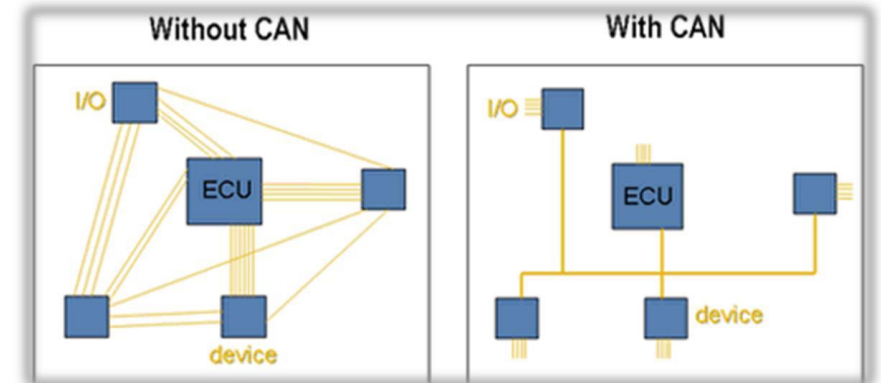 Without CAN
With CAN
I/O
ECU
device
I/O
ECU
device